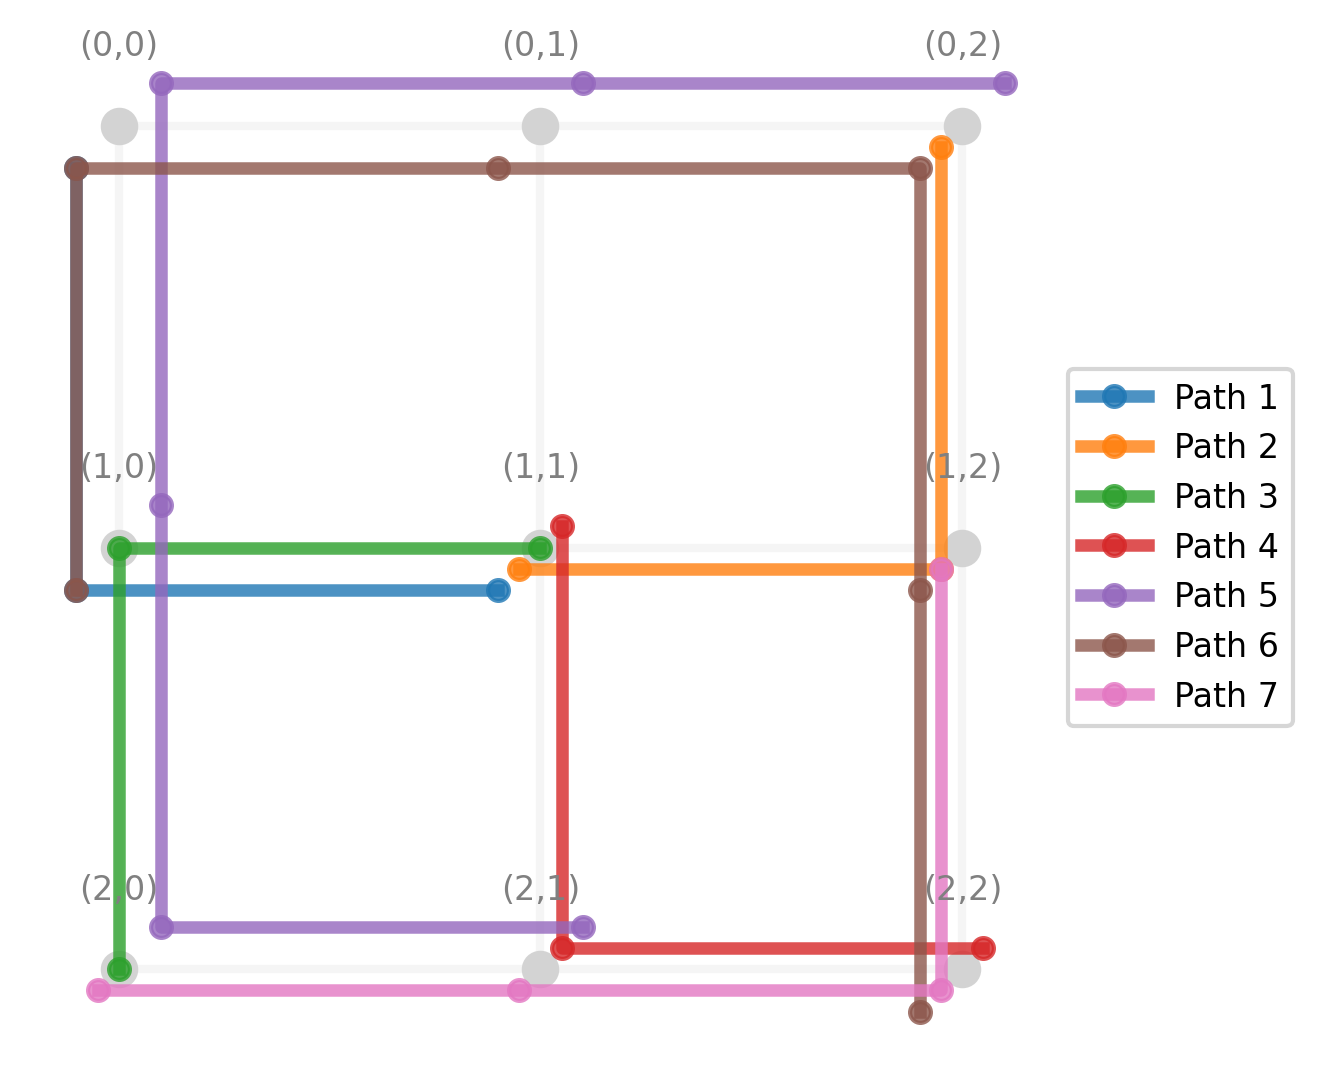 (0,0) (0,1) (0,2)
(1,0) (1,1) (1,2)
(2,0) (2,1) (2,2)
Path 1
Path 2
Path 3
Path 4
Path 5
Path 6
Path 7